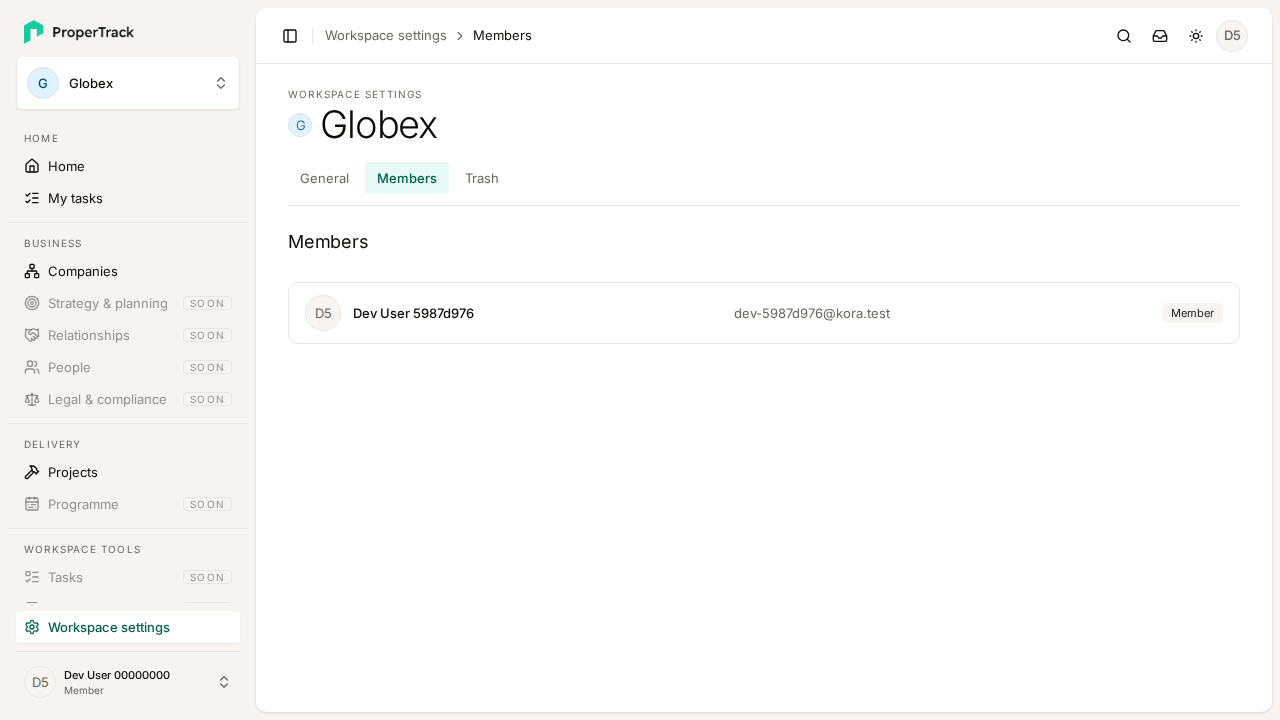 ProperTrack
G Globex
HOME
Home
My tasks
BUSINESS
Companies
Strategy & planning SOON
Relationships SOON
People SOON
Legal & compliance SOON
DELIVERY
Projects
Programme SOON
WORKSPACE TOOLS
Tasks SOON
Workspace settings
D5 Dev User 00000000
Member
Workspace settings > Members
D5
WORKSPACE SETTINGS
G Globex
General Members Trash
Members
D5 Dev User 5987d976 dev-5987d976@kora.test Member